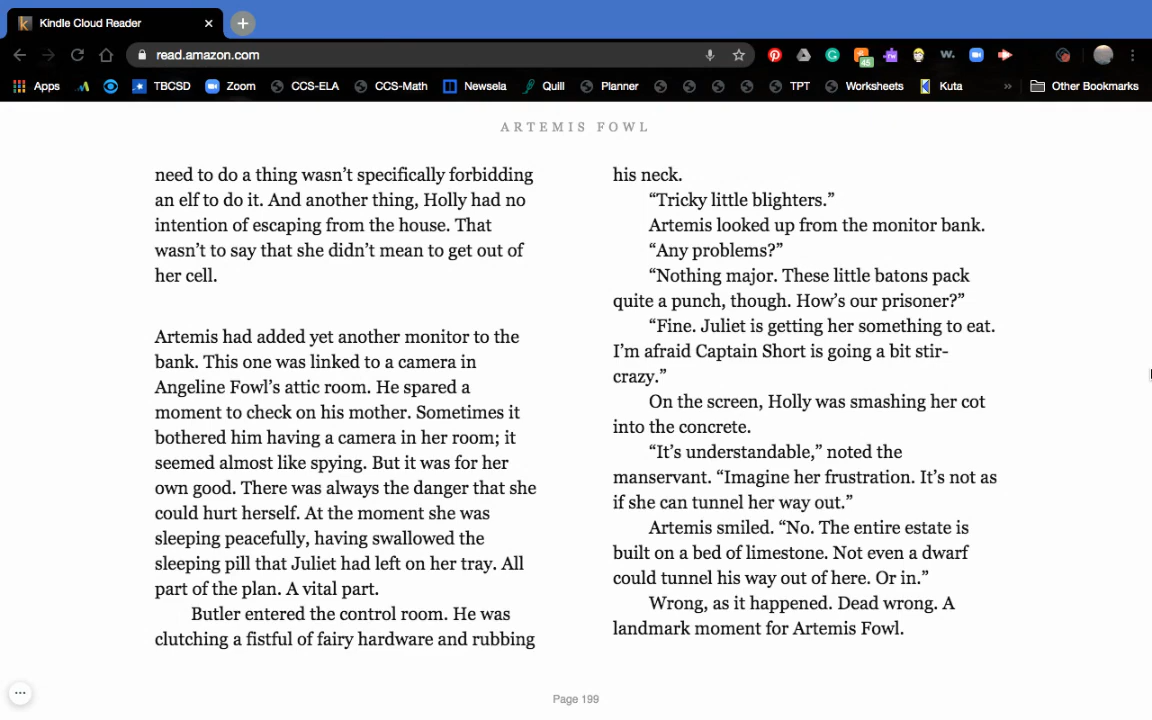 Kindle Cloud Reader
read.amazon.com
45
Apps
TBCSD
Zoom
CCS-ELA
CCS-Math
Newsela
Quill
Planner
TPT
Worksheets
Kuta
Other Bookmarks
ARTEMIS FOWL
need to do a thing wasn’t specifically forbidding
an elf to do it. And another thing, Holly had no
intention of escaping from the house. That
wasn’t to say that she didn’t mean to get out of
her cell.
Artemis had added yet another monitor to the
bank. This one was linked to a camera in
Angeline Fowl’s attic room. He spared a
moment to check on his mother. Sometimes it
bothered him having a camera in her room; it
seemed almost like spying. But it was for her
own good. There was always the danger that she
could hurt herself. At the moment she was
sleeping peacefully, having swallowed the
sleeping pill that Juliet had left on her tray. All
part of the plan. A vital part.
Butler entered the control room. He was
clutching a fistful of fairy hardware and rubbing
his neck.
“Tricky little blighters.”
Artemis looked up from the monitor bank.
“Any problems?”
“Nothing major. These little batons pack
quite a punch, though. How’s our prisoner?”
“Fine. Juliet is getting her something to eat.
I’m afraid Captain Short is going a bit stir-
crazy.”
On the screen, Holly was smashing her cot
into the concrete.
“It’s understandable,” noted the
manservant. “Imagine her frustration. It’s not as
if she can tunnel her way out.”
Artemis smiled. “No. The entire estate is
built on a bed of limestone. Not even a dwarf
could tunnel his way out of here. Or in.”
Wrong, as it happened. Dead wrong. A
landmark moment for Artemis Fowl.
Page 199